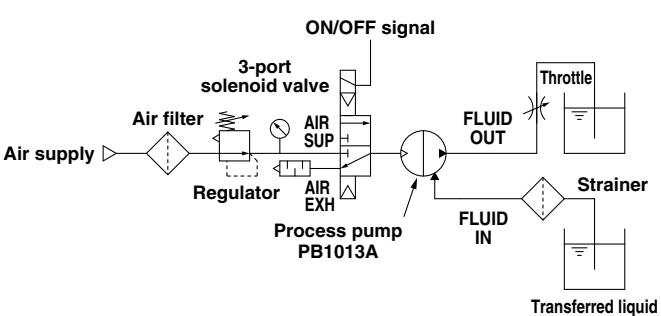 ON/OFF signal
3-port
solenoid valve
Throttle
Air filter
AIR
SUP
FLUID
OUT
Air supply
Regulator
AIR
EXH
Strainer
Process pump
PB1013A
FLUID
IN
Transferred liquid